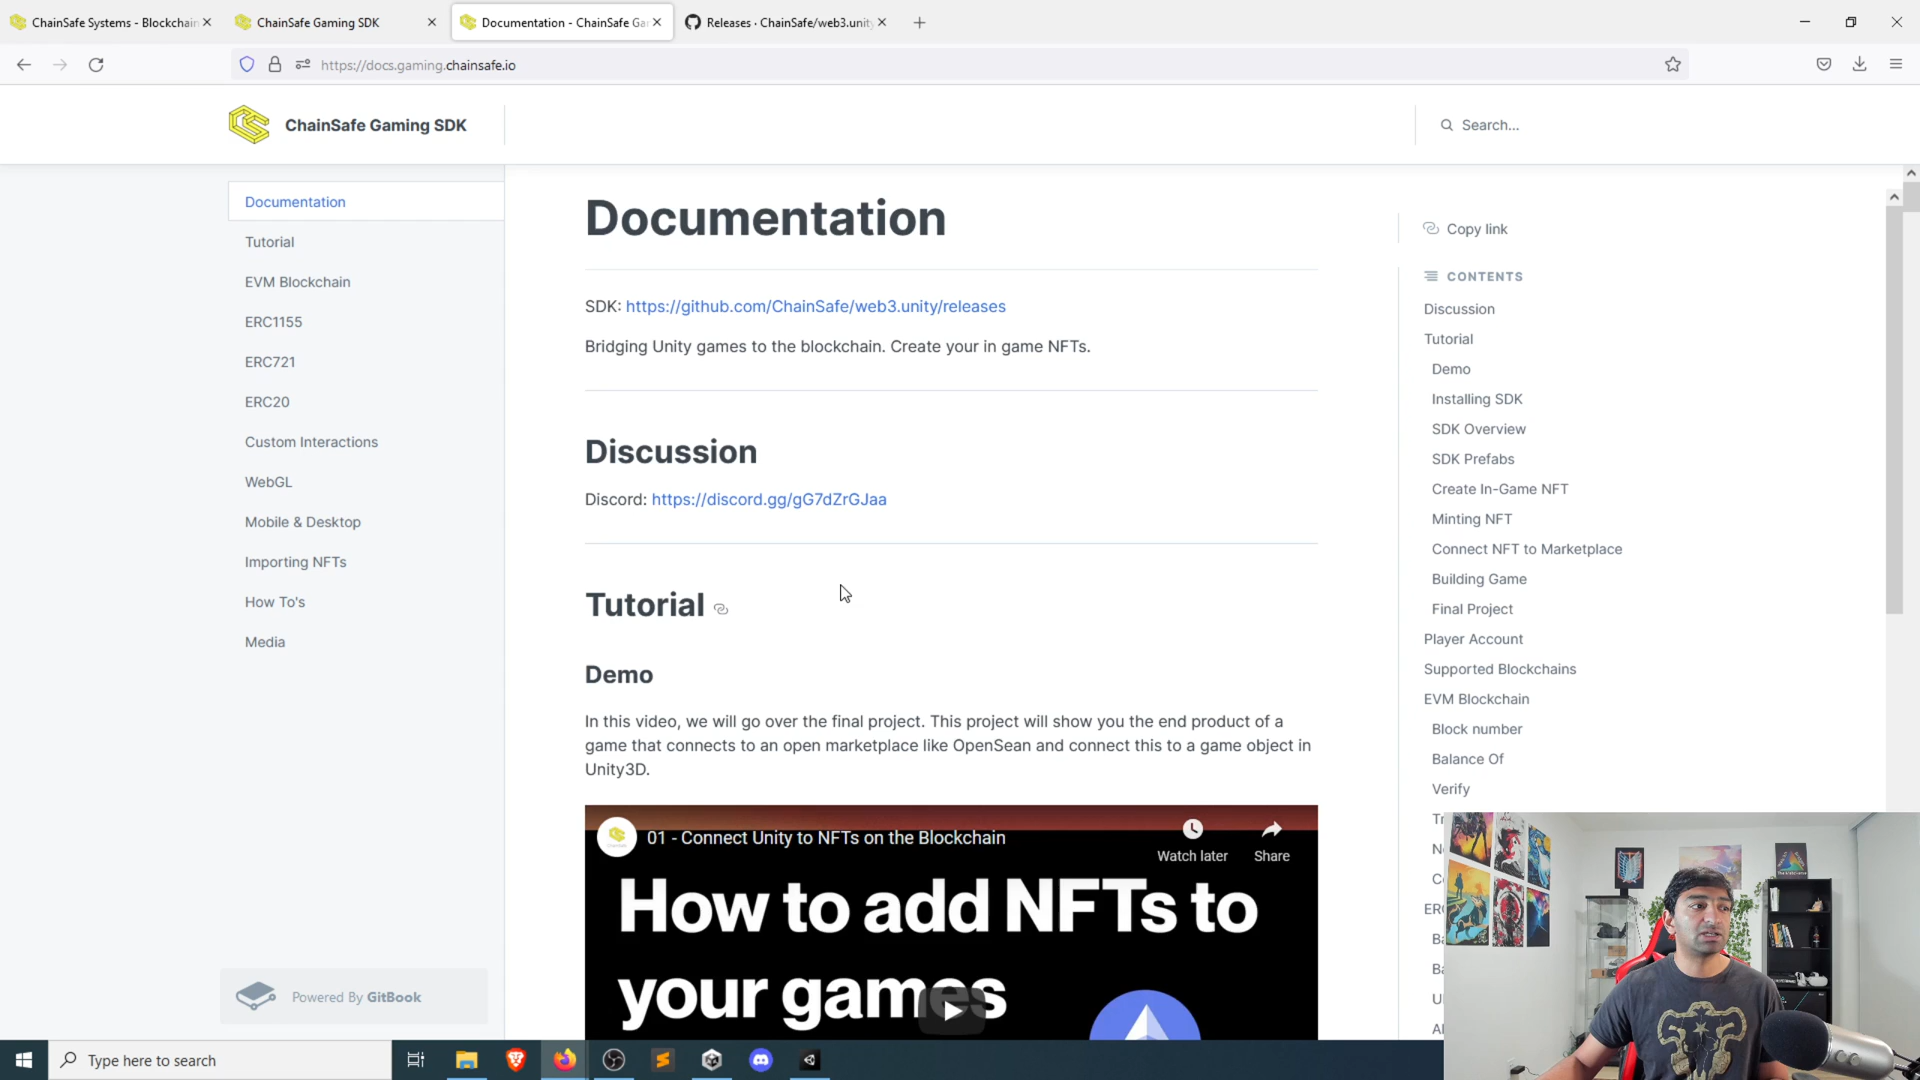 ChainSafe Systems - Blockchain
ChainSafe Gaming SDK
Documentation - ChainSafe Ga
Releases · ChainSafe/web3.unity
https://docs.gaming.chainsafe.io
ChainSafe Gaming SDK
Search...
Documentation
Tutorial
EVM Blockchain
ERC1155
ERC721
ERC20
Custom Interactions
WebGL
Mobile & Desktop
Importing NFTs
How To's
Media
Powered By GitBook
Documentation
SDK: https://github.com/ChainSafe/web3.unity/releases
Bridging Unity games to the blockchain. Create your in game NFTs.
Discussion
Discord: https://discord.gg/gG7dZrGJaa
Tutorial
Demo
In this video, we will go over the final project. This project will show you the end product of a
game that connects to an open marketplace like OpenSean and connect this to a game object in
Unity3D.
01 - Connect Unity to NFTs on the Blockchain
Watch later
Share
How to add NFTs to
your games
Copy link
CONTENTS
Discussion
Tutorial
Demo
Installing SDK
SDK Overview
SDK Prefabs
Create In-Game NFT
Minting NFT
Connect NFT to Marketplace
Building Game
Final Project
Player Account
Supported Blockchains
EVM Blockchain
Block number
Balance Of
Verify
Type here to search